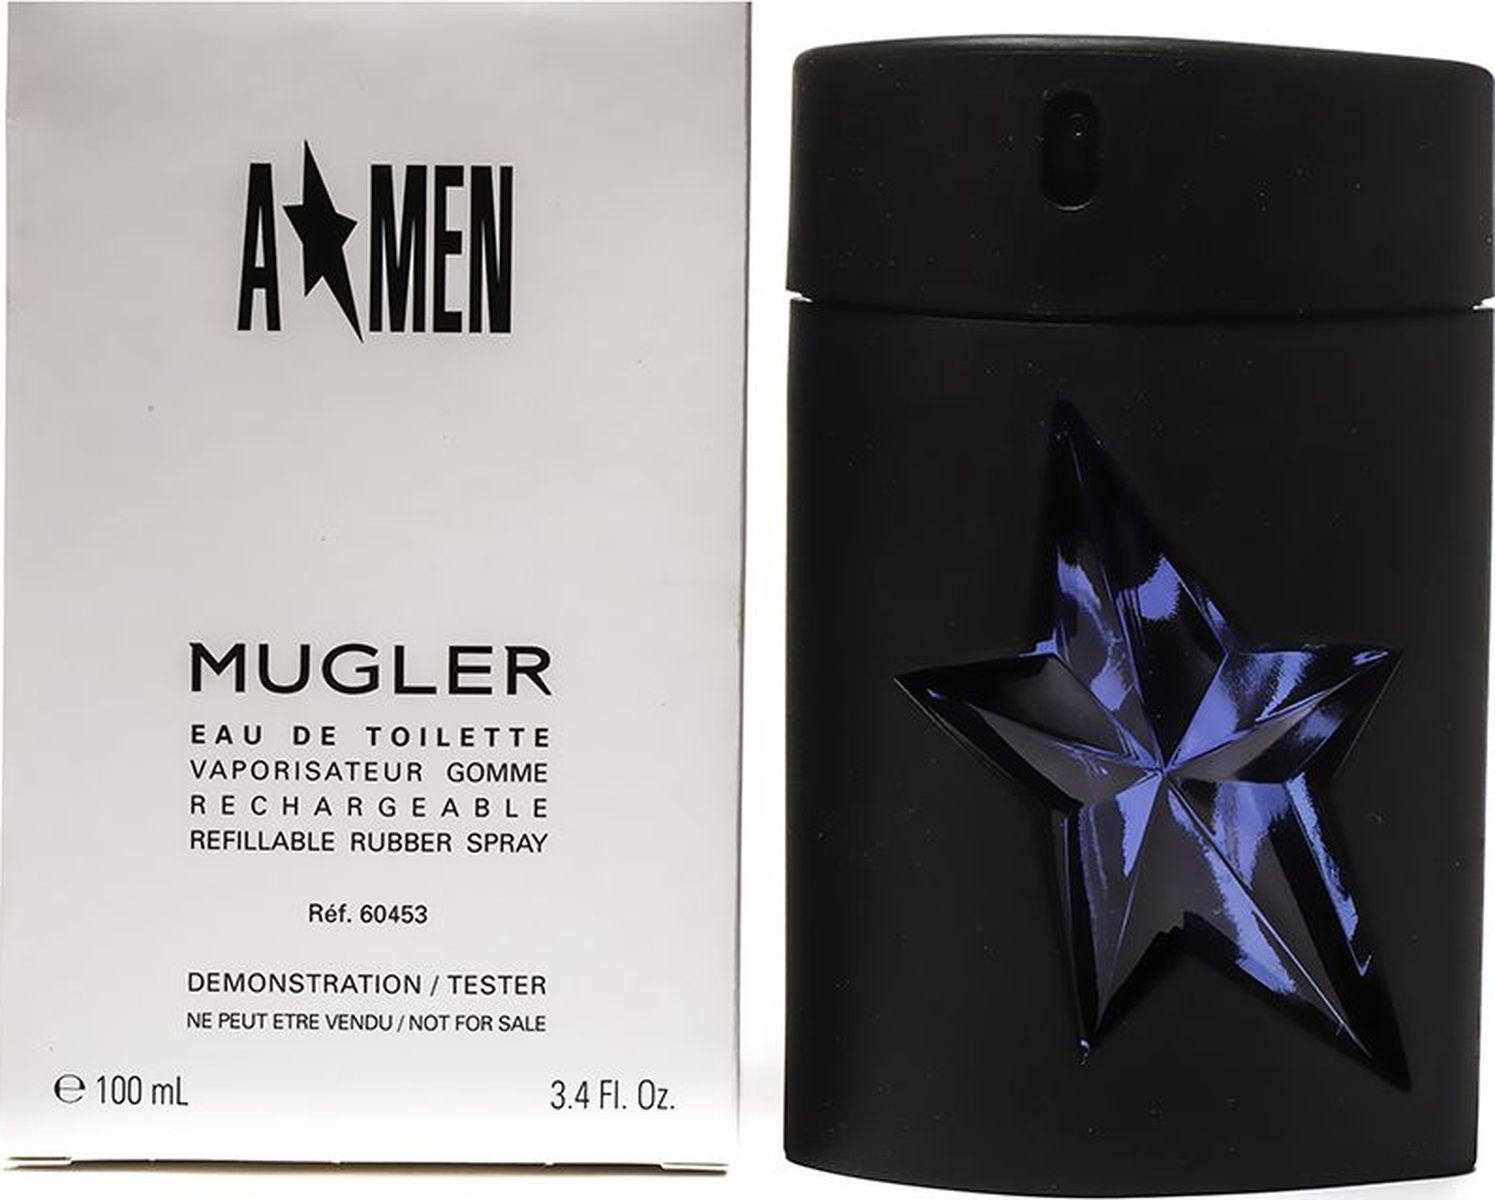 A★MEN
MUGLER
EAU DE TOILETTE
VAPORISATEUR GOMME
RECHARGEABLE
REFILLABLE RUBBER SPRAY
Réf. 60453
DEMONSTRATION / TESTER
NE PEUT ETRE VENDU / NOT FOR SALE
℮ 100 mL 3.4 Fl. Oz.